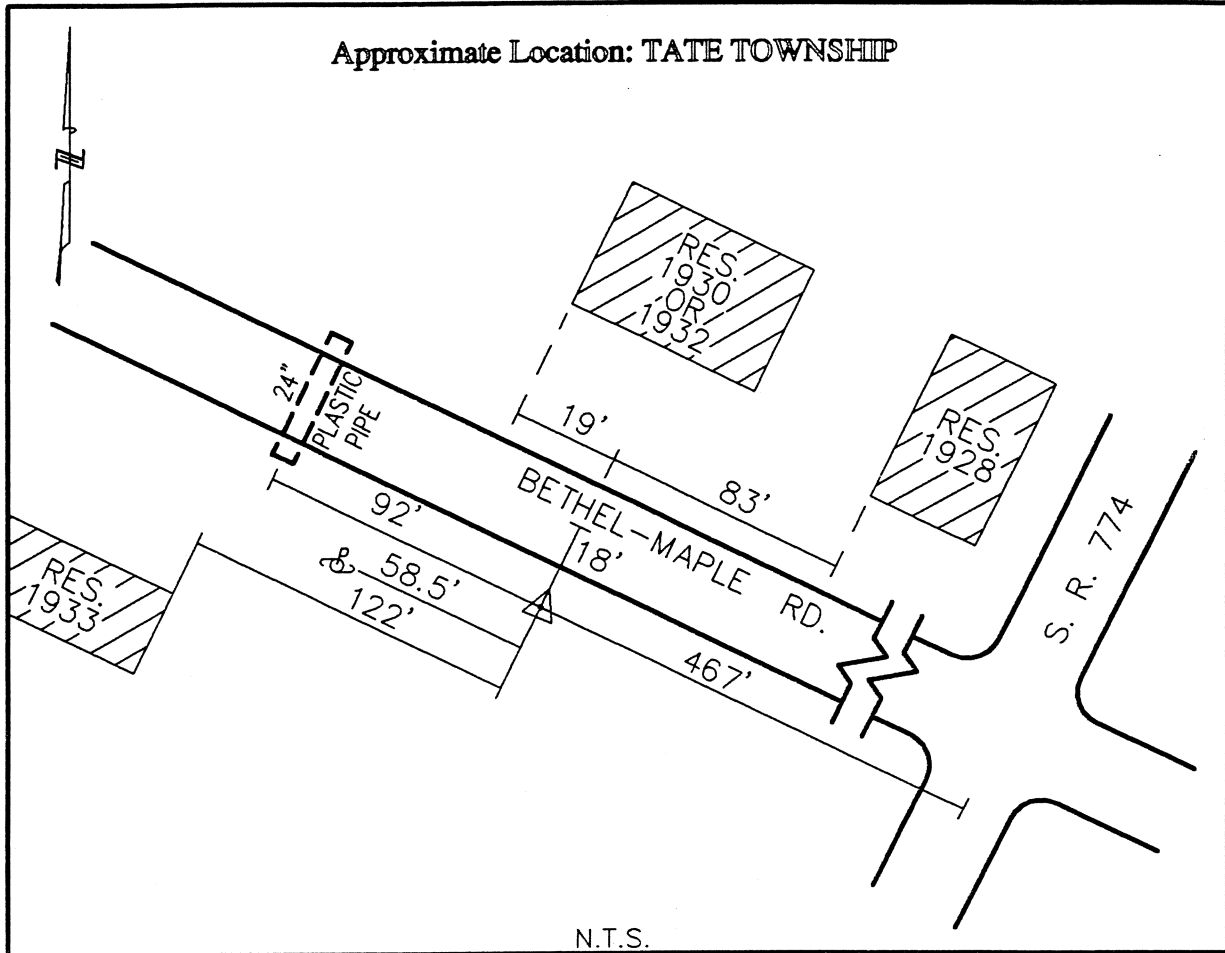 Approximate Location: TATE TOWNSHIP
N
RES.
1930
OR
1932
RES.
1928
24"
PLASTIC
PIPE
19'
83'
BETHEL-MAPLE RD.
S. R. 774
92'
18'
58.5'
122'
RES.
1933
467'
N.T.S.